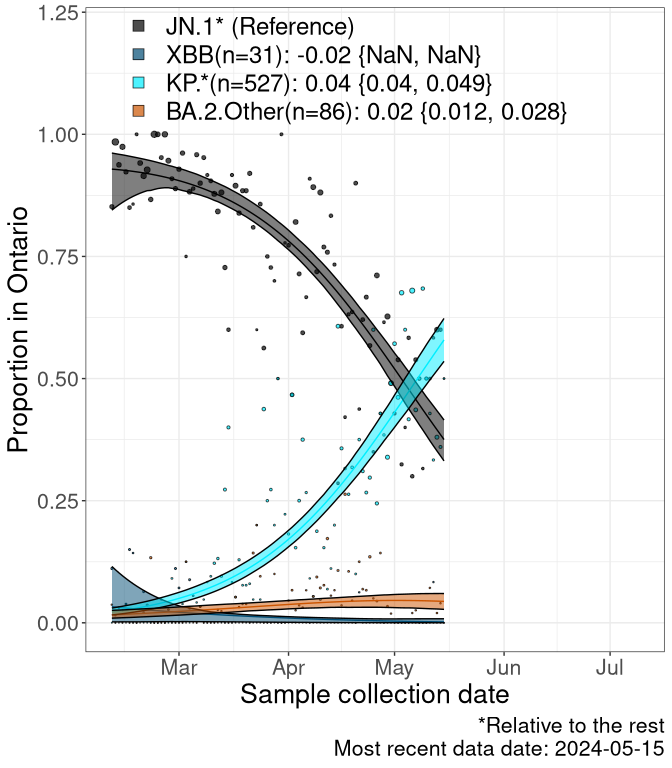 JN.1* (Reference)
XBB(n=31): -0.02 {NaN, NaN}
KP.*(n=527): 0.04 {0.04, 0.049}
BA.2.Other(n=86): 0.02 {0.012, 0.028}
Proportion in Ontario
1.25
1.00
0.75
0.50
0.25
0.00
Mar Apr May Jun Jul
Sample collection date
*Relative to the rest
Most recent data date: 2024-05-15